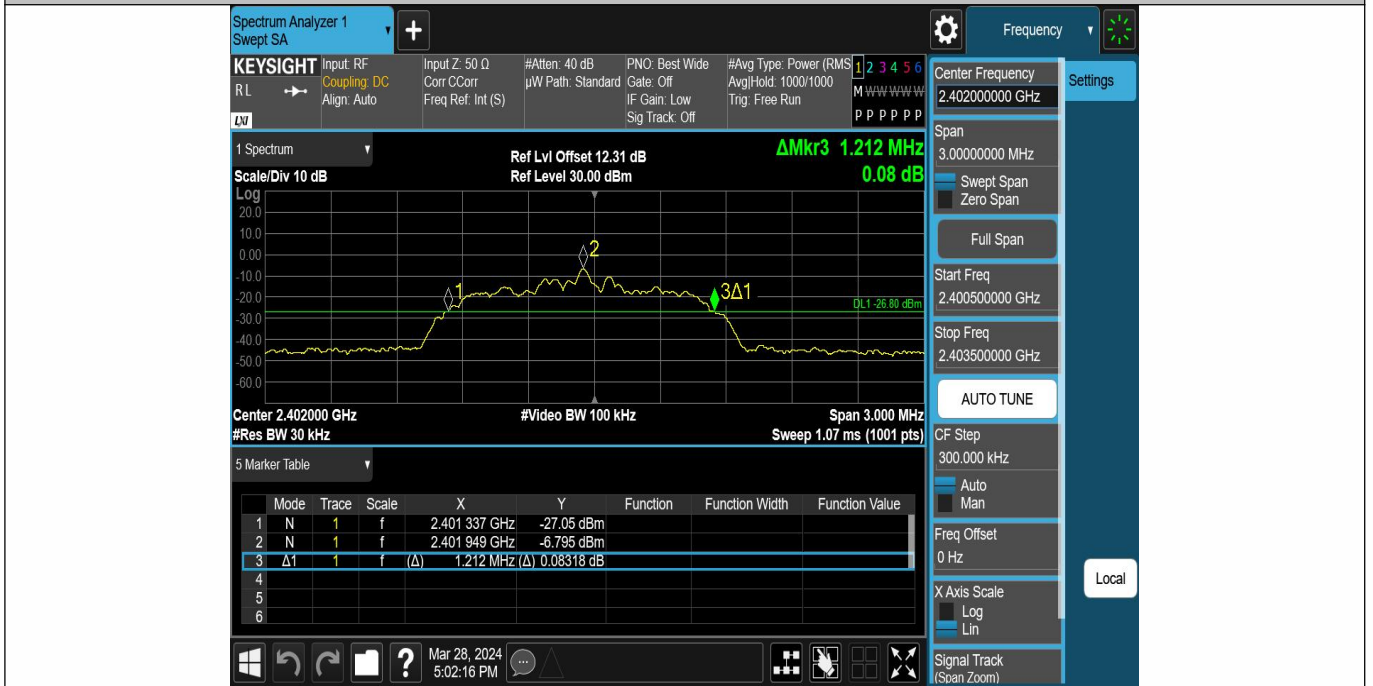 Spectrum Analyzer 1
Swept SA
+
Frequency
KEYSIGHT
RL
LXI
Input: RF
Coupling: DC
Align: Auto
Input Z: 50 Ω
Corr CCorr
Freq Ref: Int (S)
#Atten: 40 dB
µW Path: Standard
PNO: Best Wide
Gate: Off
IF Gain: Low
Sig Track: Off
#Avg Type: Power (RMS
Avg|Hold: 1000/1000
Trig: Free Run
1 2 3 4 5 6
M W W W W W
P P P P P P
1 Spectrum
Scale/Div 10 dB
Ref Lvl Offset 12.31 dB
Ref Level 30.00 dBm
ΔMkr3 1.212 MHz
0.08 dB
Log
20.0
10.0
0.00
-10.0
-20.0
-30.0
-40.0
-50.0
-60.0
1
2
3Δ1
DL1 -26.80 dBm
Center 2.402000 GHz
#Res BW 30 kHz
#Video BW 100 kHz
Span 3.000 MHz
Sweep 1.07 ms (1001 pts)
5 Marker Table
Mode Trace Scale X Y Function Function Width Function Value
1 N 1 f 2.401 337 GHz -27.05 dBm
2 N 1 f 2.401 949 GHz -6.795 dBm
3 Δ1 1 f (Δ) 1.212 MHz (Δ) 0.08318 dB
4
5
6
?
Mar 28, 2024
5:02:16 PM
Center Frequency
2.402000000 GHz
Settings
Span
3.00000000 MHz
Swept Span
Zero Span
Full Span
Start Freq
2.400500000 GHz
Stop Freq
2.403500000 GHz
AUTO TUNE
CF Step
300.000 kHz
Auto
Man
Freq Offset
0 Hz
X Axis Scale
Log
Lin
Local
Signal Track
(Span Zoom)